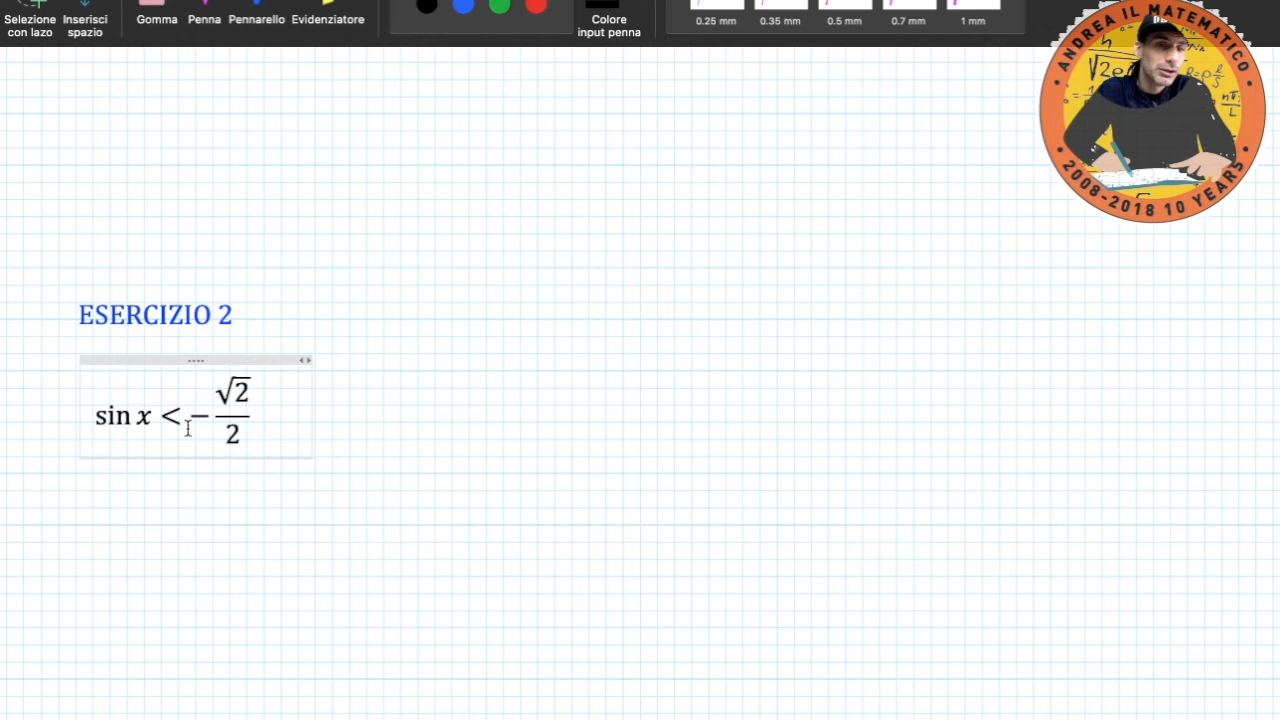 Selezione con lazo
Inserisci spazio
Gomma
Penna
Pennarello
Evidenziatore
Colore input penna
0.25 mm
0.35 mm
0.5 mm
0.7 mm
1 mm
ANDREA IL MATEMATICO
2008-2018 10 YEARS
ESERCIZIO 2
sin x < −√2/2